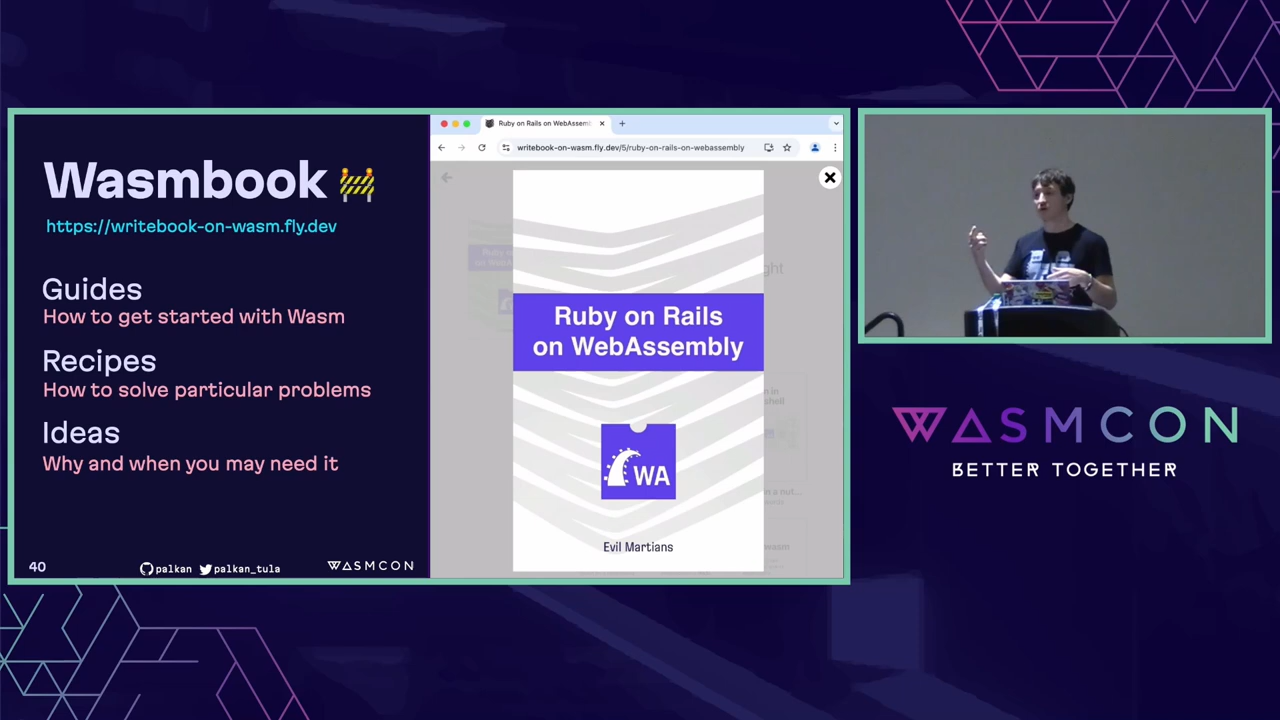 Wasmbook 🚧
https://writebook-on-wasm.fly.dev
Guides
How to get started with Wasm
Recipes
How to solve particular problems
Ideas
Why and when you may need it
40
palkan palkan_tula
WASMCON
Ruby on Rails on WebAssem
writebook-on-wasm.fly.dev/5/ruby-on-rails-on-webassembly
Ruby on Rails
on WebAssembly
WA
Evil Martians
WASMCON
BETTER TOGETHER